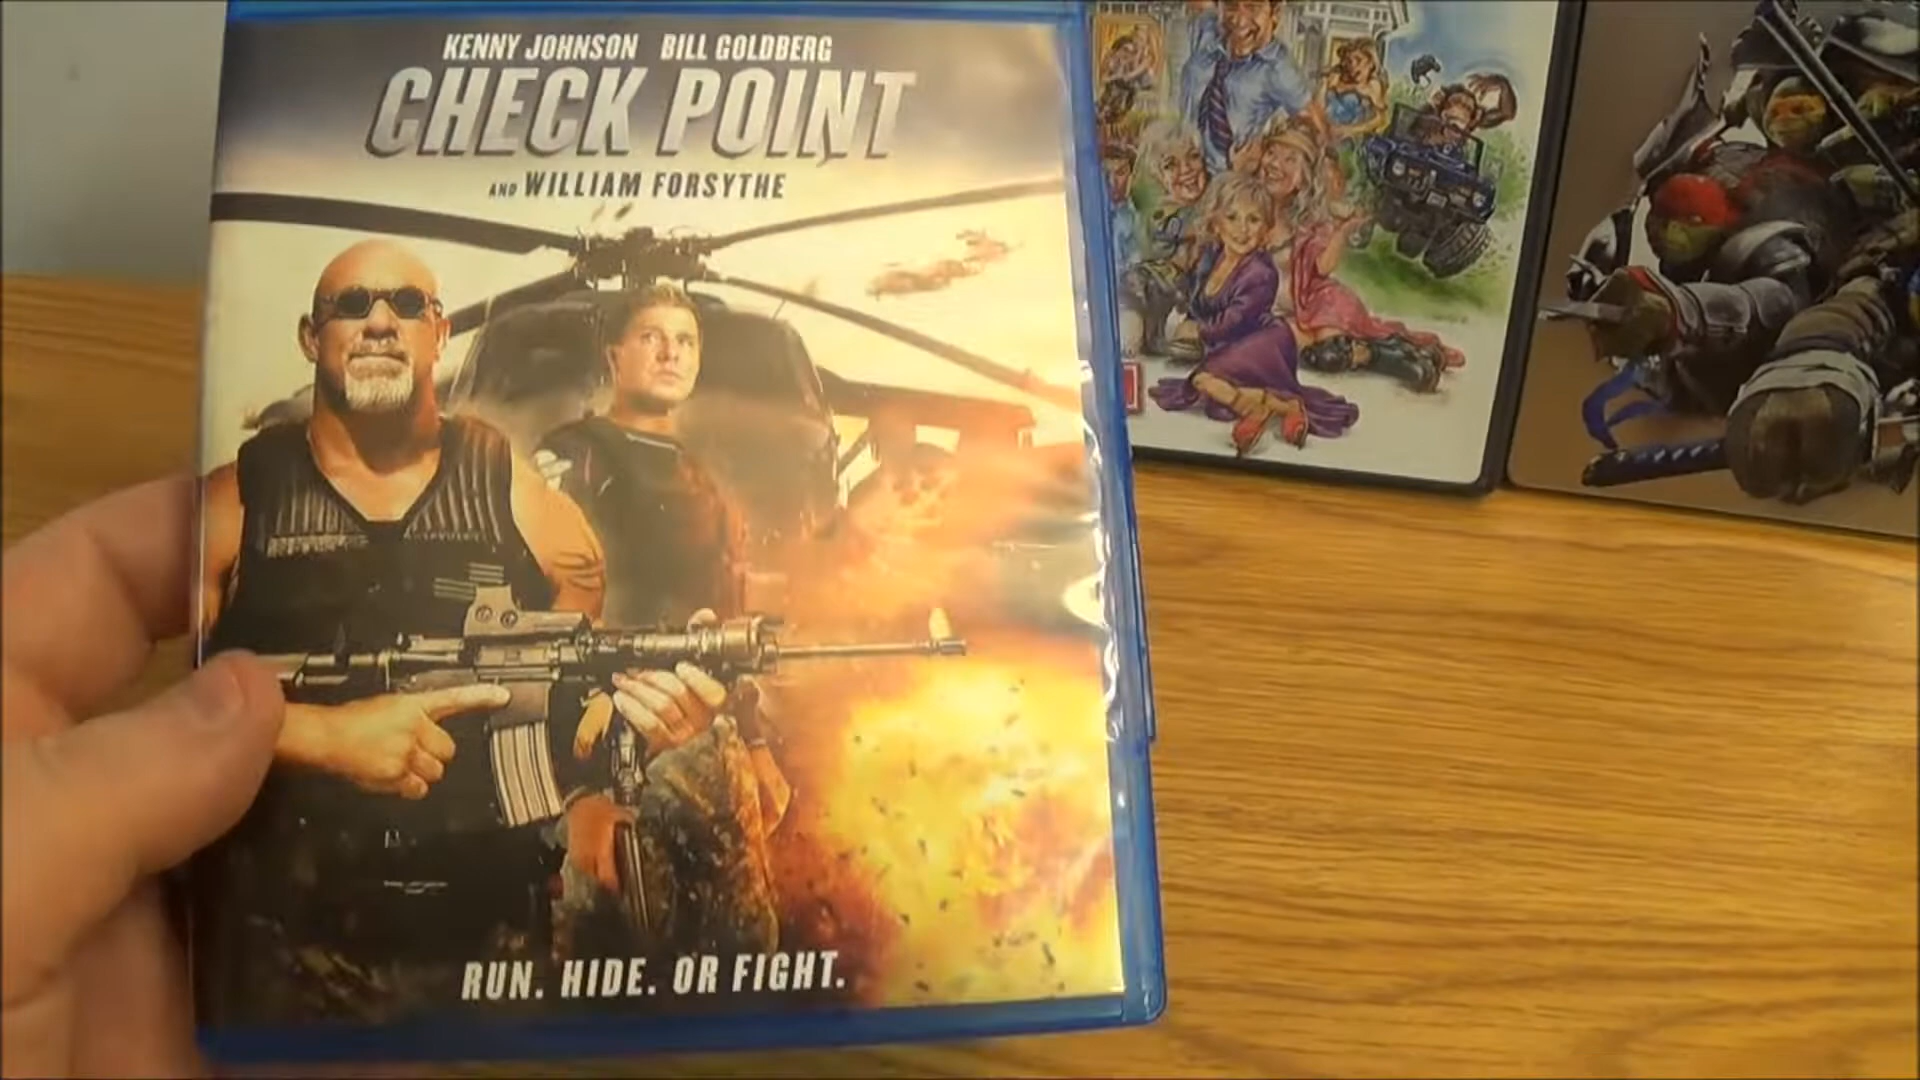 KENNY JOHNSON BILL GOLDBERG
CHECK POINT
AND WILLIAM FORSYTHE
RUN. HIDE. OR FIGHT.